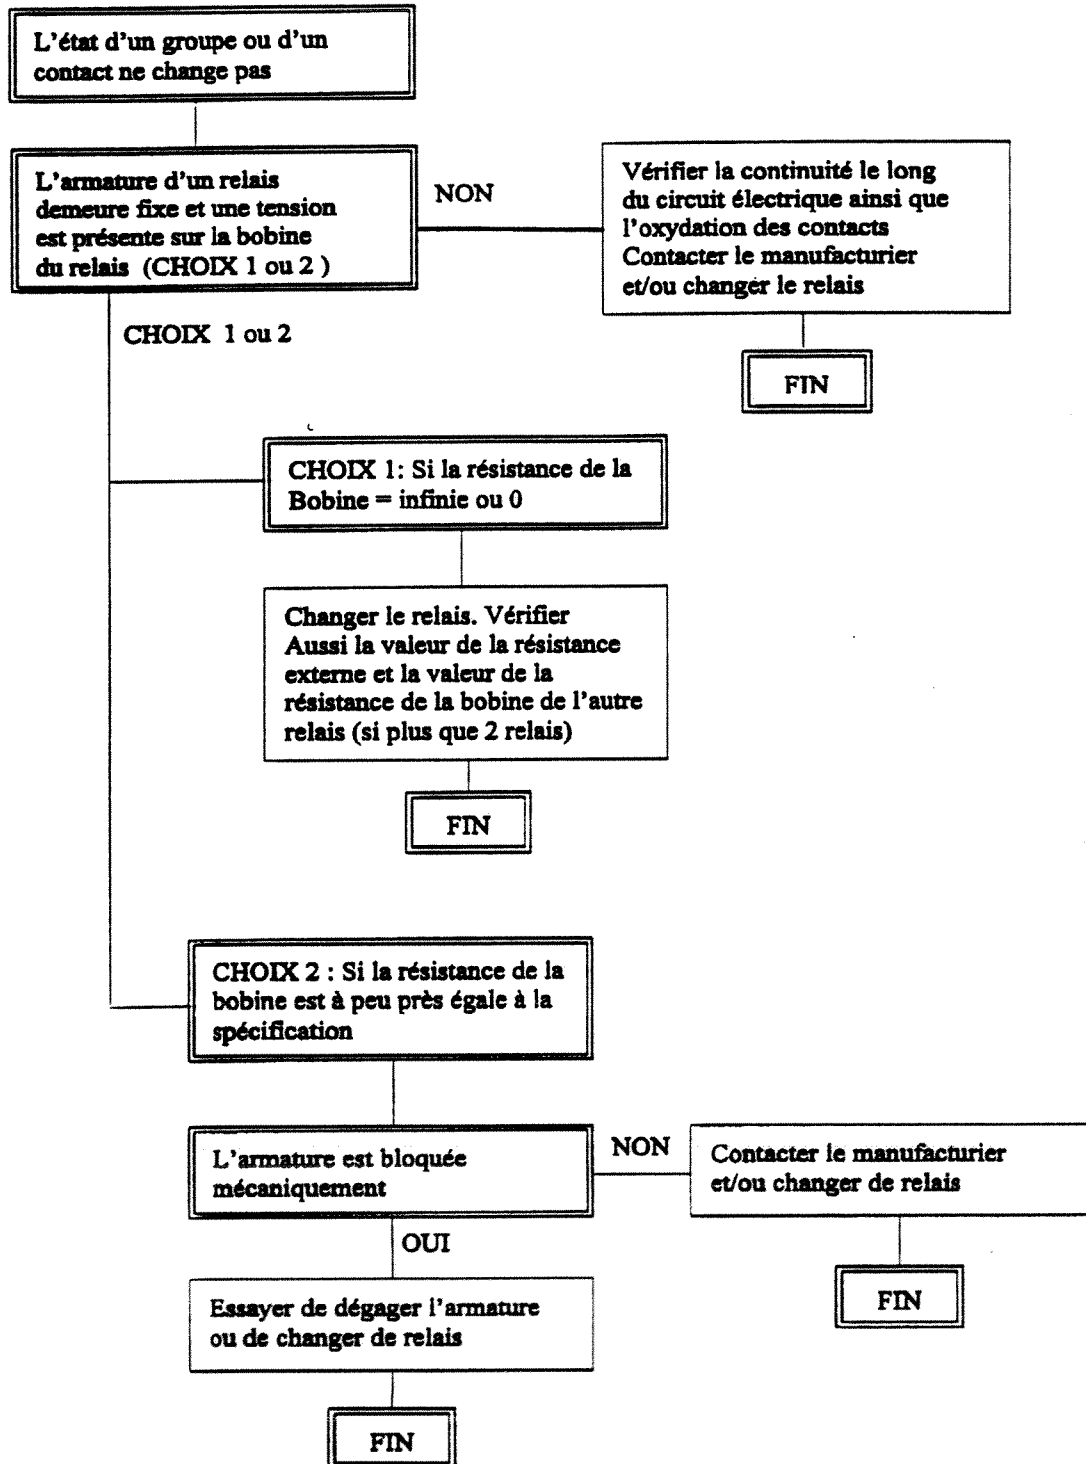 L'état d'un groupe ou d'un
contact ne change pas
L'armature d'un relais
demeure fixe et une tension
est présente sur la bobine
du relais (CHOIX 1 ou 2 )
NON
Vérifier la continuité le long
du circuit électrique ainsi que
l'oxydation des contacts
Contacter le manufacturier
et/ou changer le relais
FIN
CHOIX 1 ou 2
CHOIX 1: Si la résistance de la
Bobine = infinie ou 0
Changer le relais. Vérifier
Aussi la valeur de la résistance
externe et la valeur de la
résistance de la bobine de l'autre
relais (si plus que 2 relais)
FIN
CHOIX 2 : Si la résistance de la
bobine est à peu près égale à la
spécification
L'armature est bloquée
mécaniquement
NON
Contacter le manufacturier
et/ou changer de relais
FIN
OUI
Essayer de dégager l'armature
ou de changer de relais
FIN